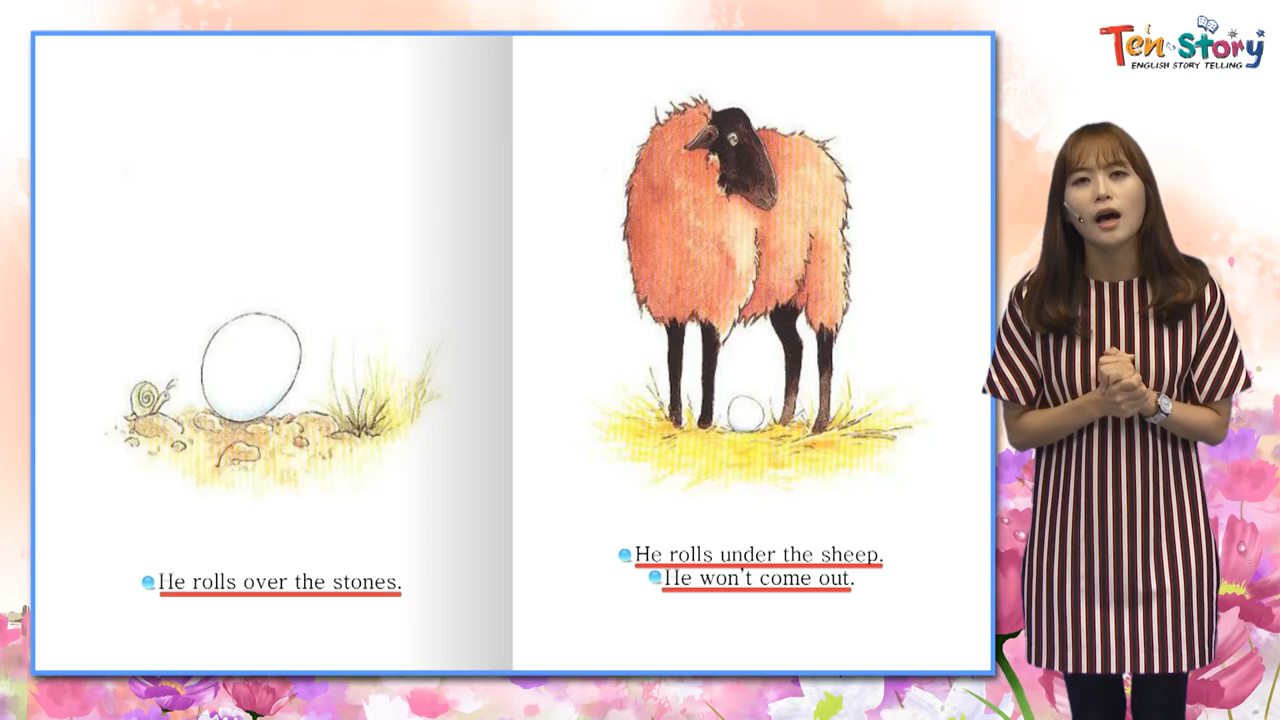 Ten Story
ENGLISH STORY TELLING
He rolls over the stones.
He rolls under the sheep.
He won't come out.